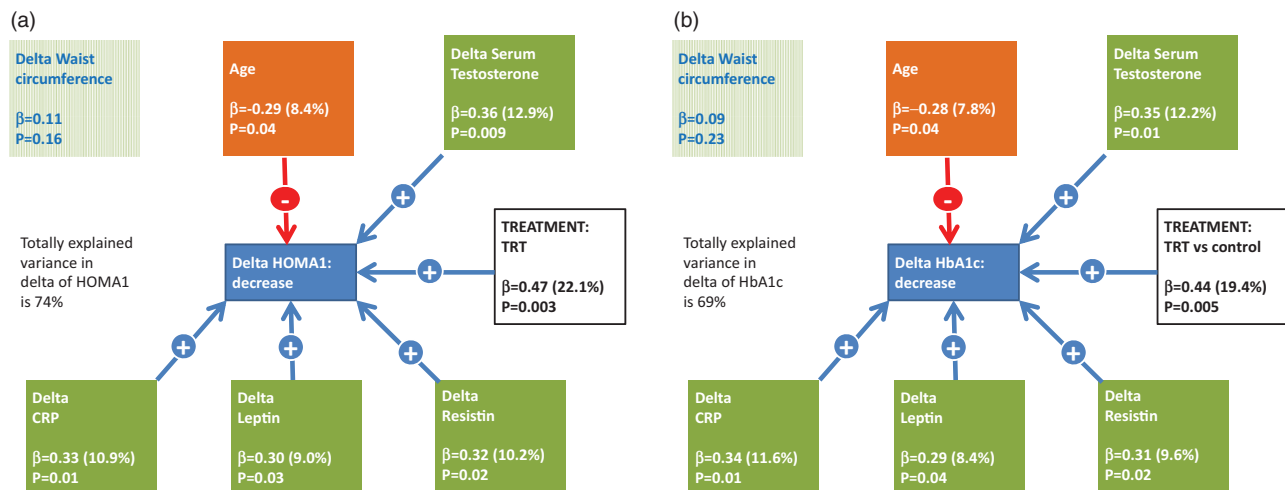 (a)
Delta Waist
circumference
β=0.11
P=0.16
Age
β=-0.29 (8.4%)
P=0.04
-
Delta Serum
Testosterone
β=0.36 (12.9%)
P=0.009
+
Totally explained
variance in
delta of HOMA1
is 74%
Delta HOMA1:
decrease
+
TREATMENT:
TRT
β=0.47 (22.1%)
P=0.003
+
+
+
Delta
CRP
β=0.33 (10.9%)
P=0.01
Delta
Leptin
β=0.30 (9.0%)
P=0.03
Delta
Resistin
β=0.32 (10.2%)
P=0.02
(b)
Delta Waist
circumference
β=0.09
P=0.23
Age
β=−0.28 (7.8%)
P=0.04
-
Delta Serum
Testosterone
β=0.35 (12.2%)
P=0.01
+
Totally explained
variance in
delta of HbA1c
is 69%
Delta HbA1c:
decrease
+
TREATMENT:
TRT vs control
β=0.44 (19.4%)
P=0.005
+
+
+
Delta
CRP
β=0.34 (11.6%)
P=0.01
Delta
Leptin
β=0.29 (8.4%)
P=0.04
Delta
Resistin
β=0.31 (9.6%)
P=0.02